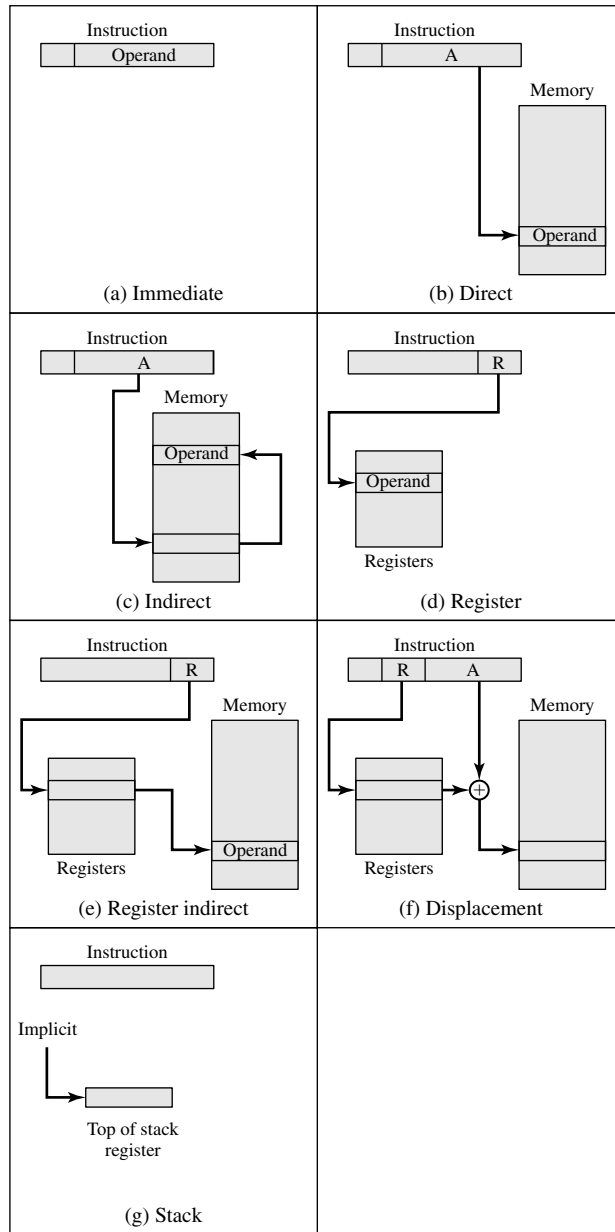 Instruction
Operand
(a) Immediate
Instruction
A
Memory
Operand
(b) Direct
Instruction
A
Memory
Operand
(c) Indirect
Instruction
R
Operand
Registers
(d) Register
Instruction
R
Memory
Registers
Operand
(e) Register indirect
Instruction
R A
Memory
+
Registers
(f) Displacement
Instruction
Implicit
Top of stack
register
(g) Stack